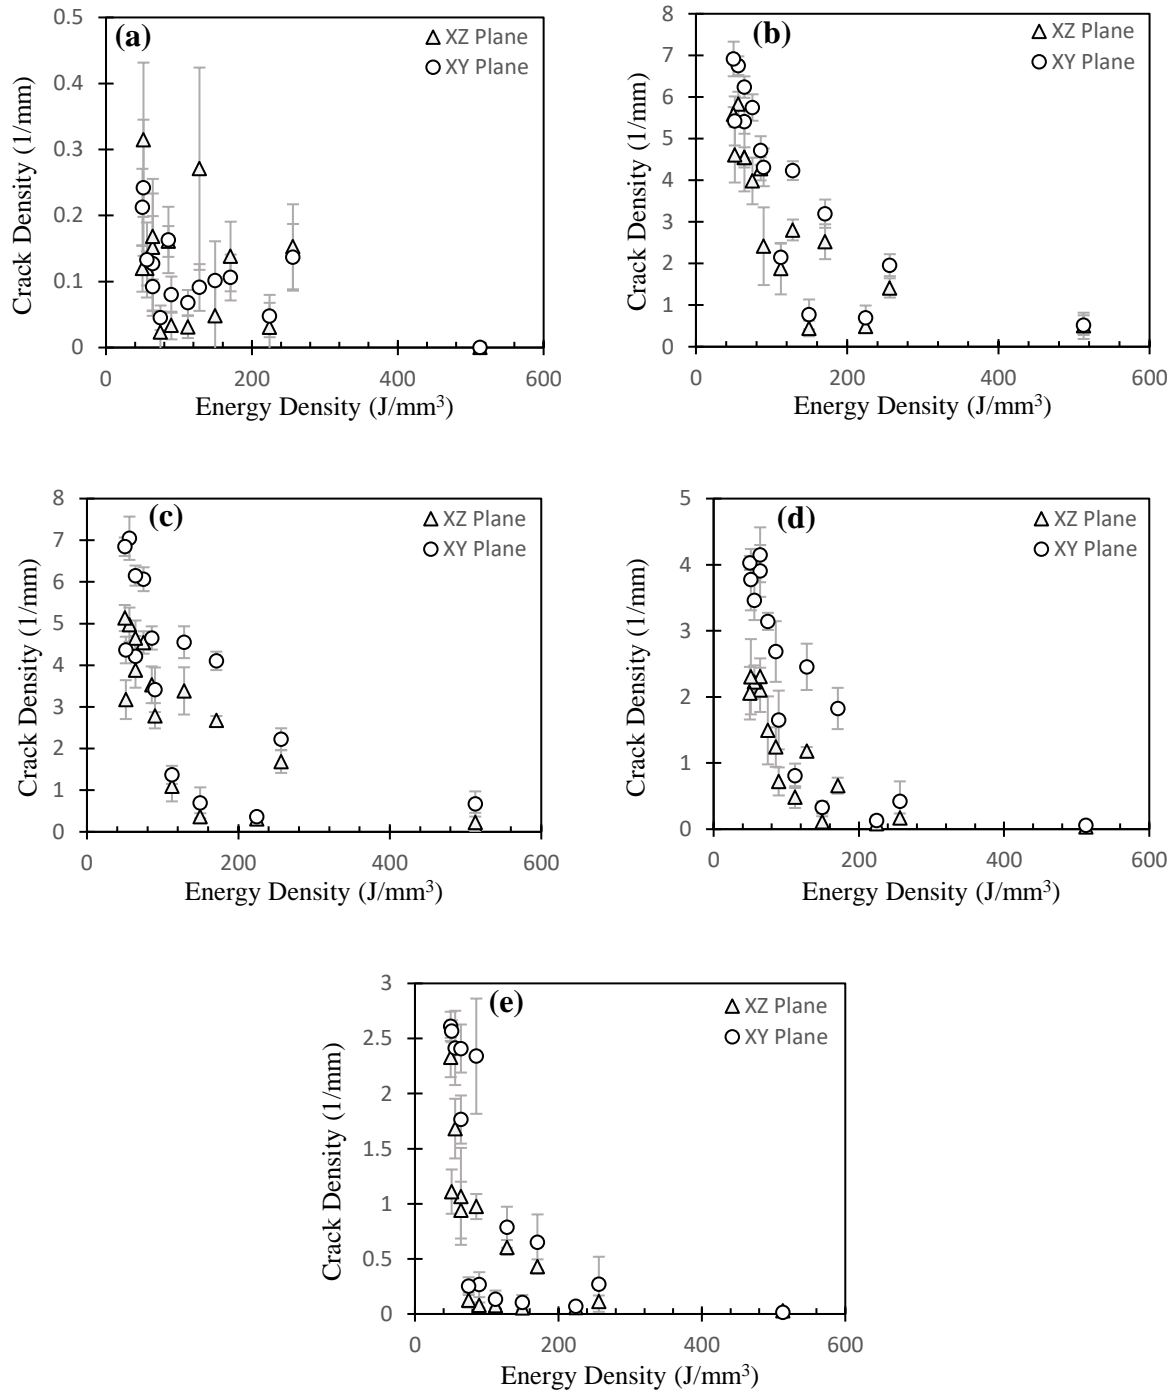 (a)
XZ Plane
XY Plane
0.5
0.4
0.3
0.2
0.1
0
0 200 400 600
Crack Density (1/mm)
Energy Density (J/mm³)
(b)
XZ Plane
XY Plane
8
7
6
5
4
3
2
1
0
0 200 400 600
Crack Density (1/mm)
Energy Density (J/mm³)
(c)
XZ Plane
XY Plane
8
7
6
5
4
3
2
1
0
0 200 400 600
Crack Density (1/mm)
Energy Density (J/mm³)
(d)
XZ Plane
XY Plane
5
4
3
2
1
0
0 200 400 600
Crack Density (1/mm)
Energy Density (J/mm³)
(e)
XZ Plane
XY Plane
3
2.5
2
1.5
1
0.5
0
0 200 400 600
Crack Density (1/mm)
Energy Density (J/mm³)